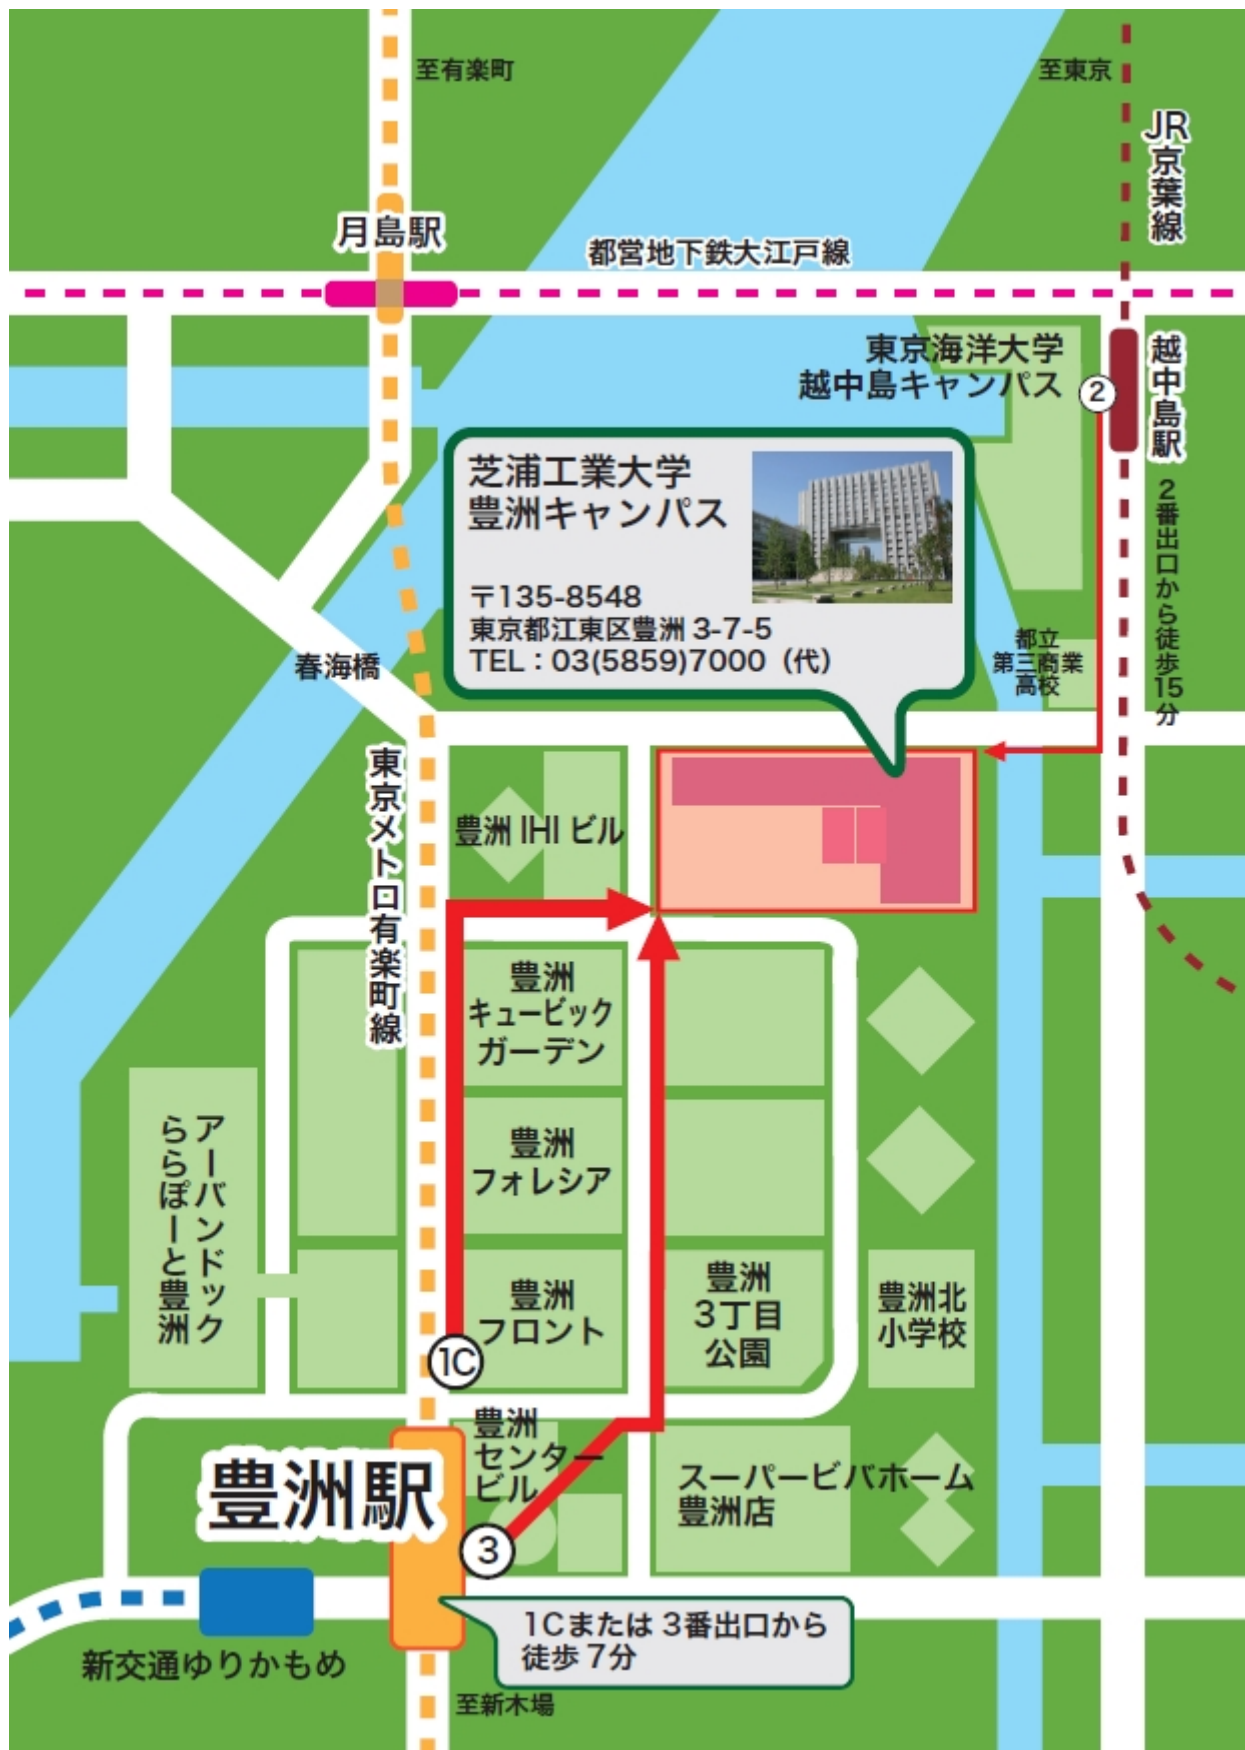 至有楽町
至東京
JR京葉線
月島駅
都営地下鉄大江戸線
東京海洋大学
越中島キャンパス
2
越中島駅
2番出口から徒歩15分
芝浦工業大学
豊洲キャンパス
〒135-8548
東京都江東区豊洲 3-7-5
TEL：03(5859)7000（代）
都立
第三商業
高校
春海橋
東京メトロ有楽町線
豊洲 IHI ビル
豊洲
キュービック
ガーデン
アーバンドック
ららぽーと豊洲
豊洲
フォレシア
豊洲
フロント
豊洲
3丁目
公園
豊洲北
小学校
1C
豊洲
センター
ビル
豊洲駅
スーパービバホーム
豊洲店
3
1Cまたは 3番出口から
徒歩 7分
新交通ゆりかもめ
至新木場